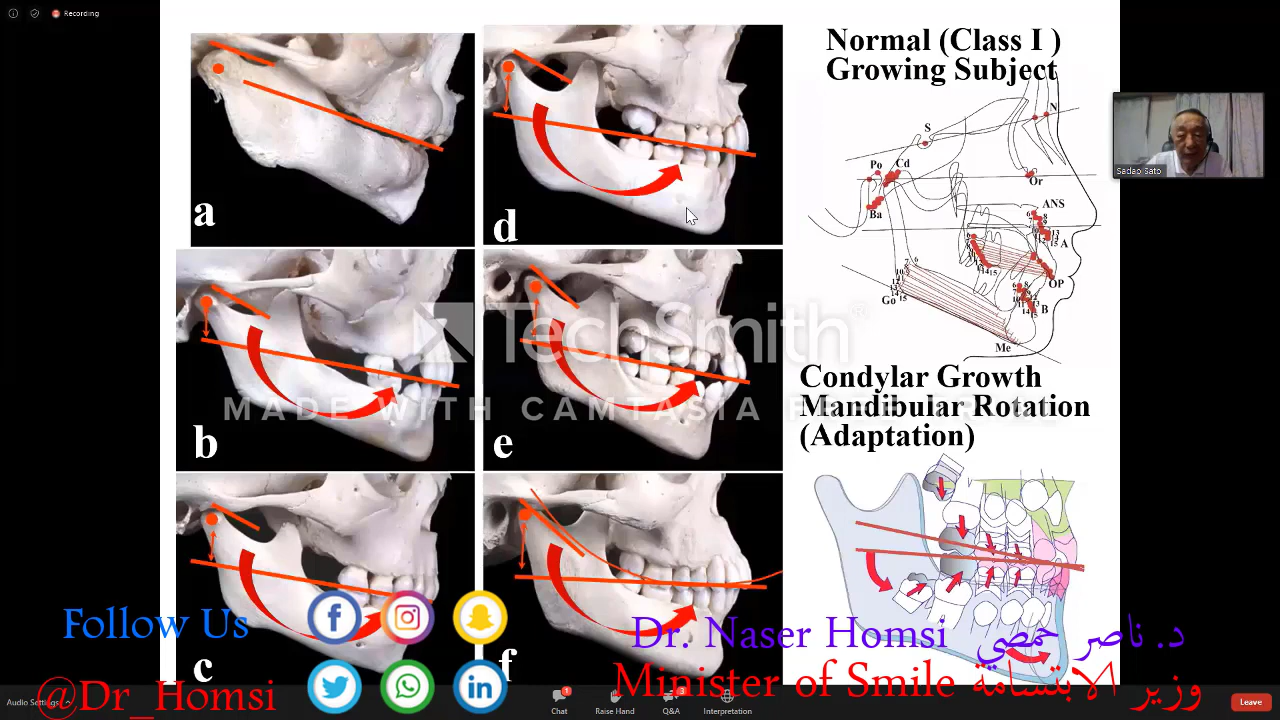 Recording
Normal (Class I )
Growing Subject
N
S
Po
Cd
Or
Ba
ANS
A
OP
Go
B
Me
a
d
b
e
c
f
Sadao Sato
TechSmith®
MADE WITH CAMTASIA FREE
Condylar Growth
Mandibular Rotation
(Adaptation)
Follow Us
@Dr_Homsi
Dr. Naser Homsi د. ناصر حمصي
Minister of Smile وزير الابتسامة
Audio Settings
Chat
Raise Hand
Q&A
Interpretation
Leave